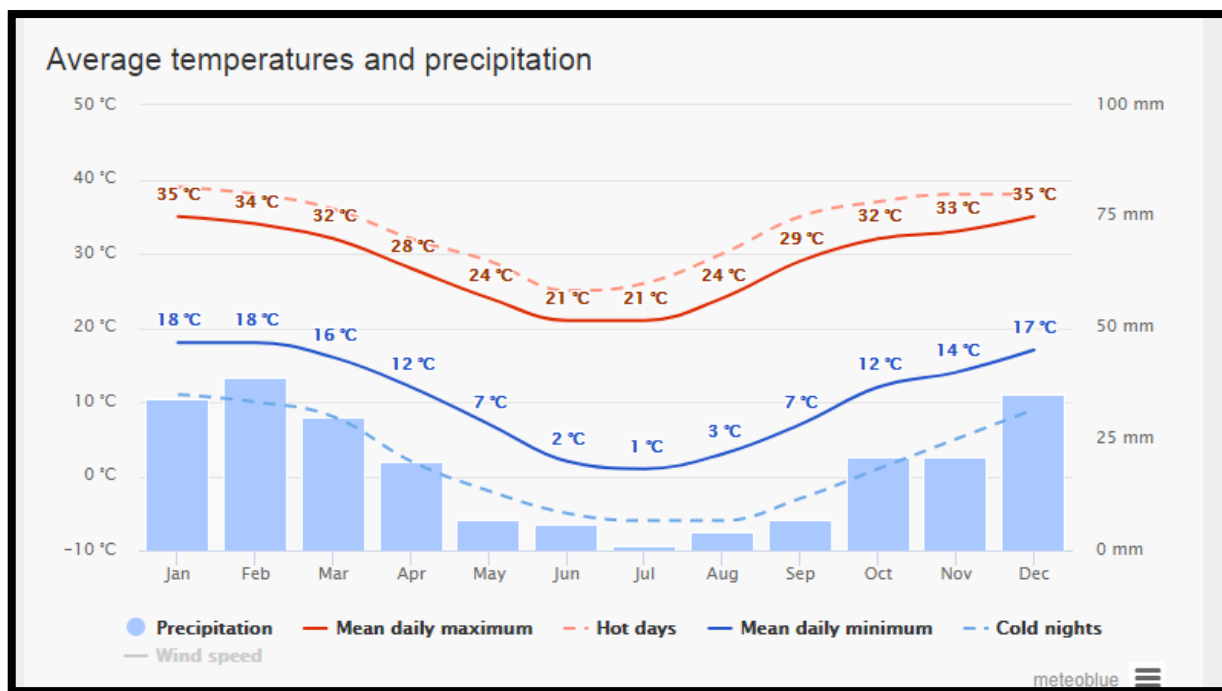 Average temperatures and precipitation
50 °C 100 mm
40 °C
35 °C 34 °C 32 °C 28 °C 24 °C 21 °C 21 °C 24 °C 29 °C 32 °C 33 °C 35 °C
75 mm
30 °C
20 °C 50 mm
18 °C 18 °C 16 °C 12 °C 7 °C 2 °C 1 °C 3 °C 7 °C 12 °C 14 °C 17 °C
10 °C
25 mm
0 °C
-10 °C 0 mm
Jan Feb Mar Apr May Jun Jul Aug Sep Oct Nov Dec
Precipitation Mean daily maximum Hot days Mean daily minimum Cold nights
Wind speed
meteoblue